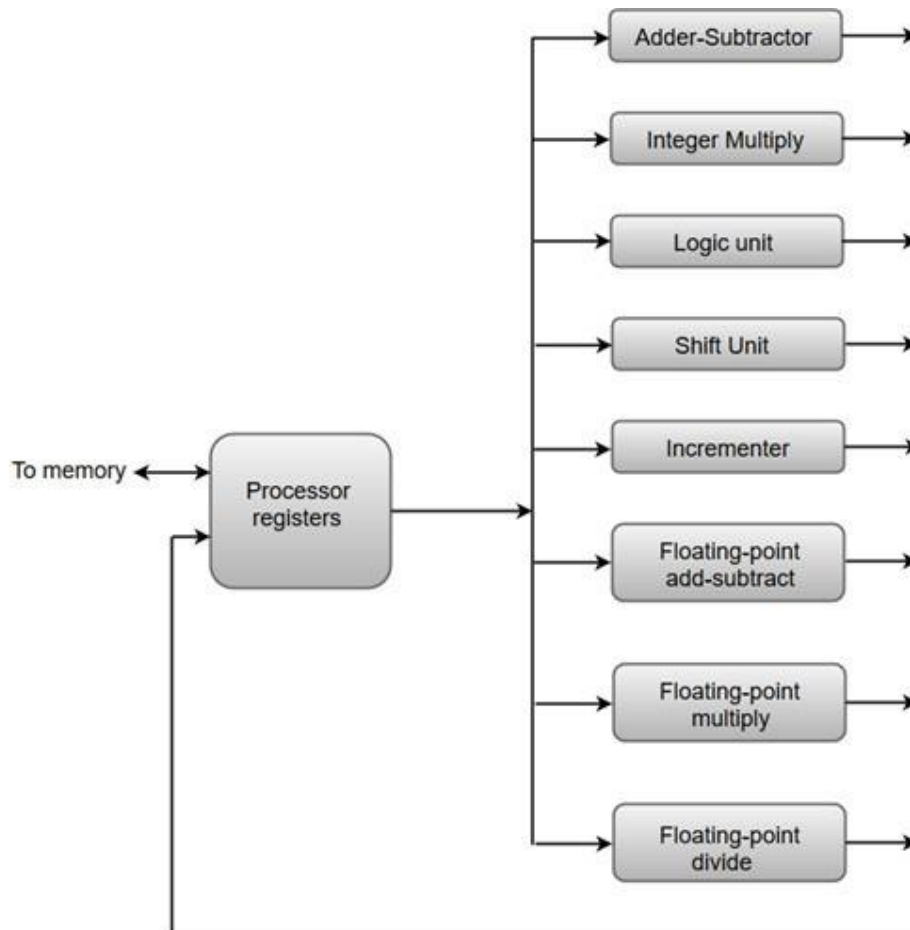 Adder-Subtractor
Integer Multiply
Logic unit
Shift Unit
Incrementer
To memory
Processor
registers
Floating-point
add-subtract
Floating-point
multiply
Floating-point
divide